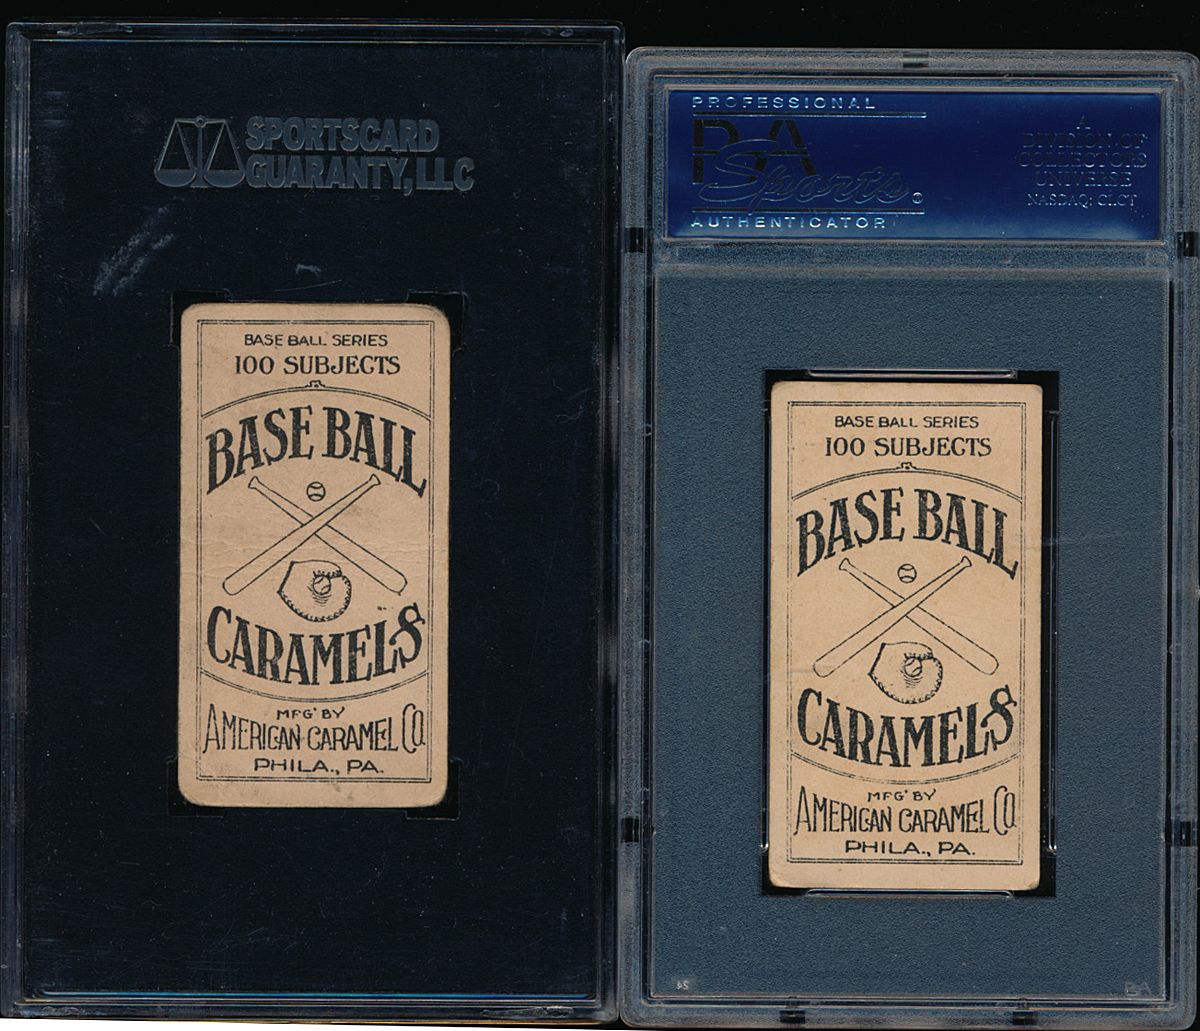 SPORTSCARD
GUARANTY, LLC
BASE BALL SERIES
100 SUBJECTS
BASE BALL
CARAMELS
MFG' BY
AMERICAN CARAMEL Co.
PHILA., PA.
PROFESSIONAL
PSA
Sports®
AUTHENTICATOR
A
DIVISION OF
COLLECTORS
UNIVERSE
NASDAQ: CLCT
BASE BALL SERIES
100 SUBJECTS
BASE BALL
CARAMELS
MFG' BY
AMERICAN CARAMEL Co.
PHILA., PA.